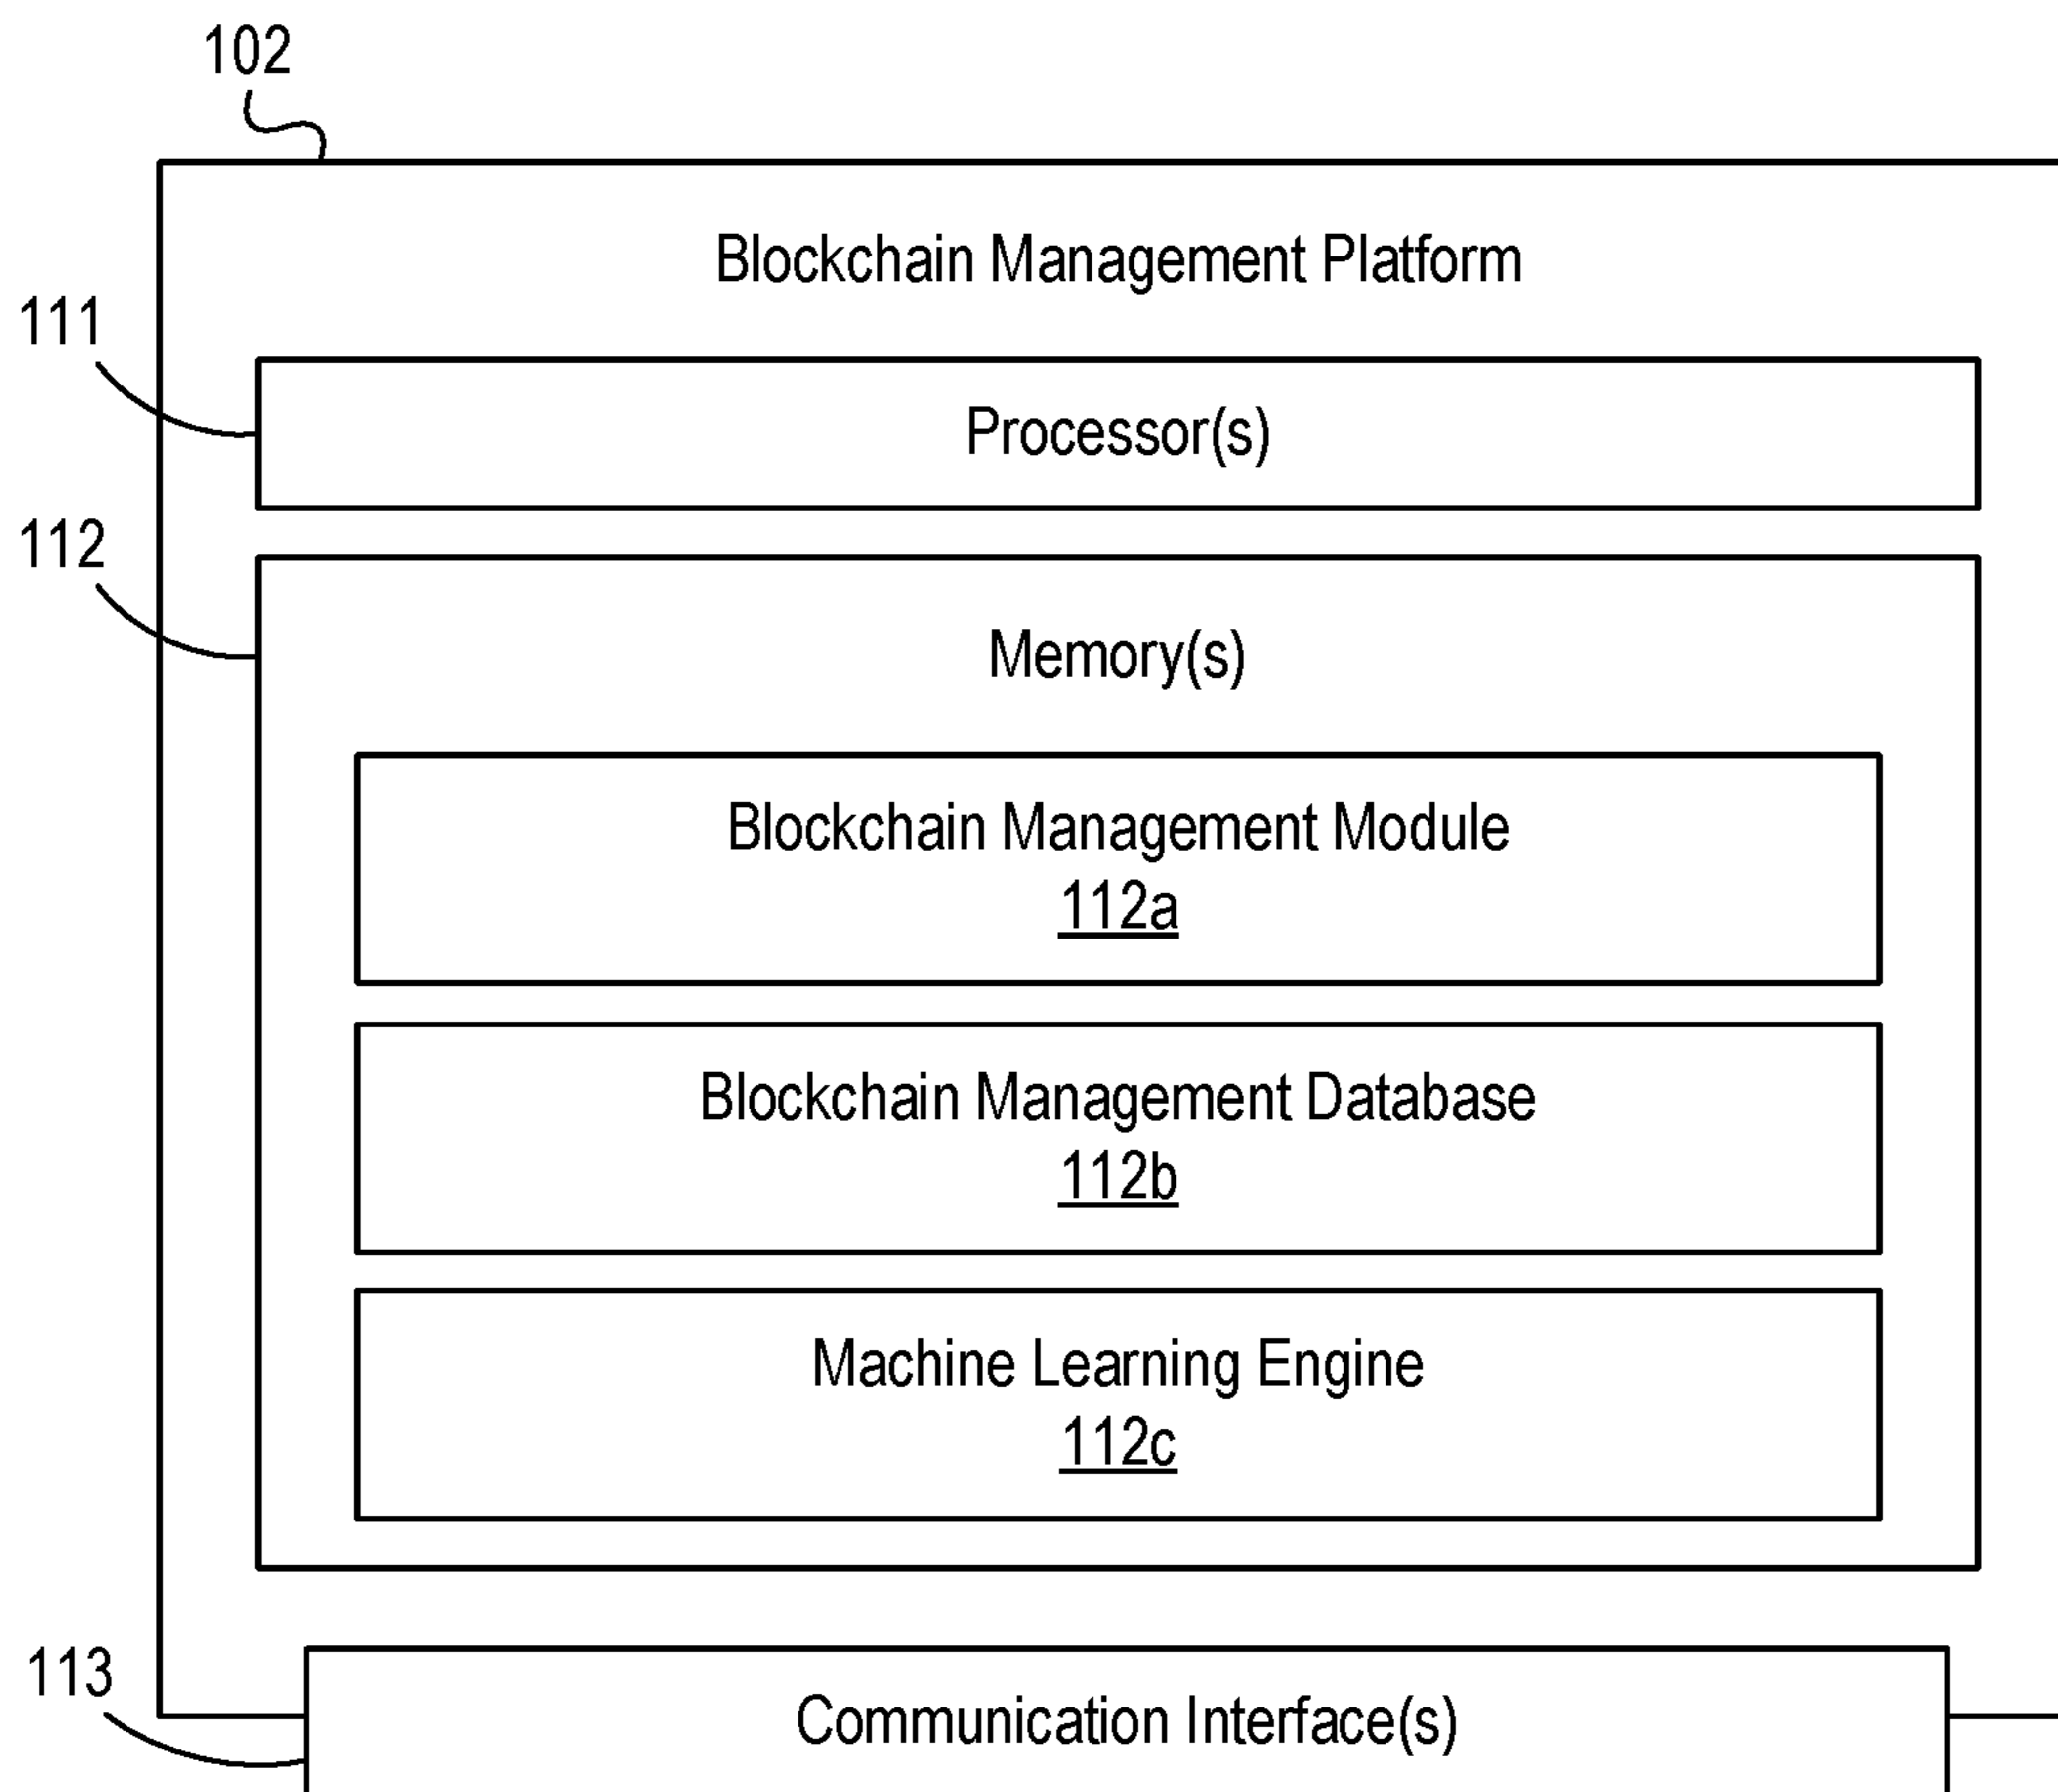 102
Blockchain Management Platform
111
Processor(s)
112
Memory(s)
Blockchain Management Module
112a
Blockchain Management Database
112b
Machine Learning Engine
112c
113
Communication Interface(s)